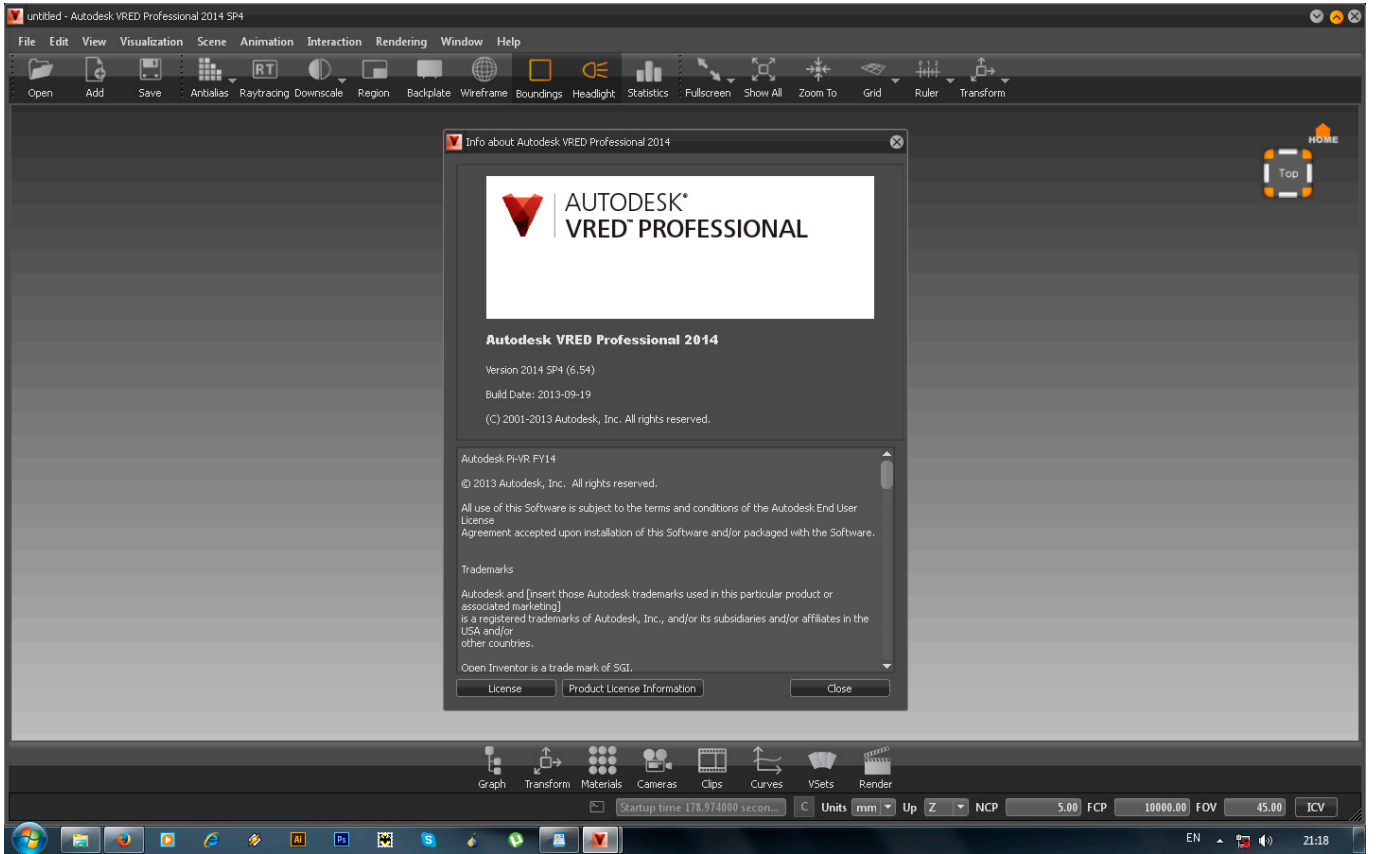 untitled - Autodesk VRED Professional 2014 SP4
File Edit View Visualization Scene Animation Interaction Rendering Window Help
RT
Open Add Save Antialias Raytracing Downscale Region Backplate Wireframe Boundings Headlight Statistics Fullscreen Show All Zoom To Grid Ruler Transform
Info about Autodesk VRED Professional 2014
HOME
Top
AUTODESK®
VRED™ PROFESSIONAL
Autodesk VRED Professional 2014
Version 2014 SP4 (6.54)
Build Date: 2013-09-19
(C) 2001-2013 Autodesk, Inc. All rights reserved.
Autodesk Pi-VR FY14
© 2013 Autodesk, Inc. All rights reserved.
All use of this Software is subject to the terms and conditions of the Autodesk End User
License
Agreement accepted upon installation of this Software and/or packaged with the Software.
Trademarks
Autodesk and [insert those Autodesk trademarks used in this particular product or
associated marketing]
is a registered trademarks of Autodesk, Inc., and/or its subsidiaries and/or affiliates in the
USA and/or
other countries.
Open Inventor is a trade mark of SGI.
License Product License Information Close
Graph Transform Materials Cameras Clips Curves VSets Render
Startup time 178.974000 secon... C Units mm Up Z NCP 5.00 FCP 10000.00 FOV 45.00 ICV
Ai Ps S EN 21:18